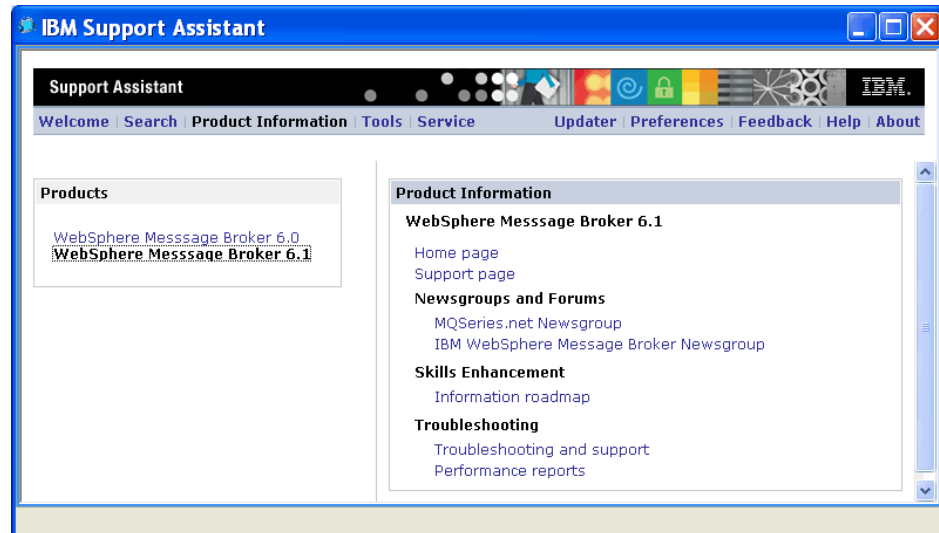 IBM Support Assistant
Support Assistant
IBM.
Welcome | Search | Product Information | Tools | Service Updater | Preferences | Feedback | Help | About
Products
WebSphere Messsage Broker 6.0
WebSphere Messsage Broker 6.1
Product Information
WebSphere Messsage Broker 6.1
Home page
Support page
Newsgroups and Forums
MQSeries.net Newsgroup
IBM WebSphere Message Broker Newsgroup
Skills Enhancement
Information roadmap
Troubleshooting
Troubleshooting and support
Performance reports